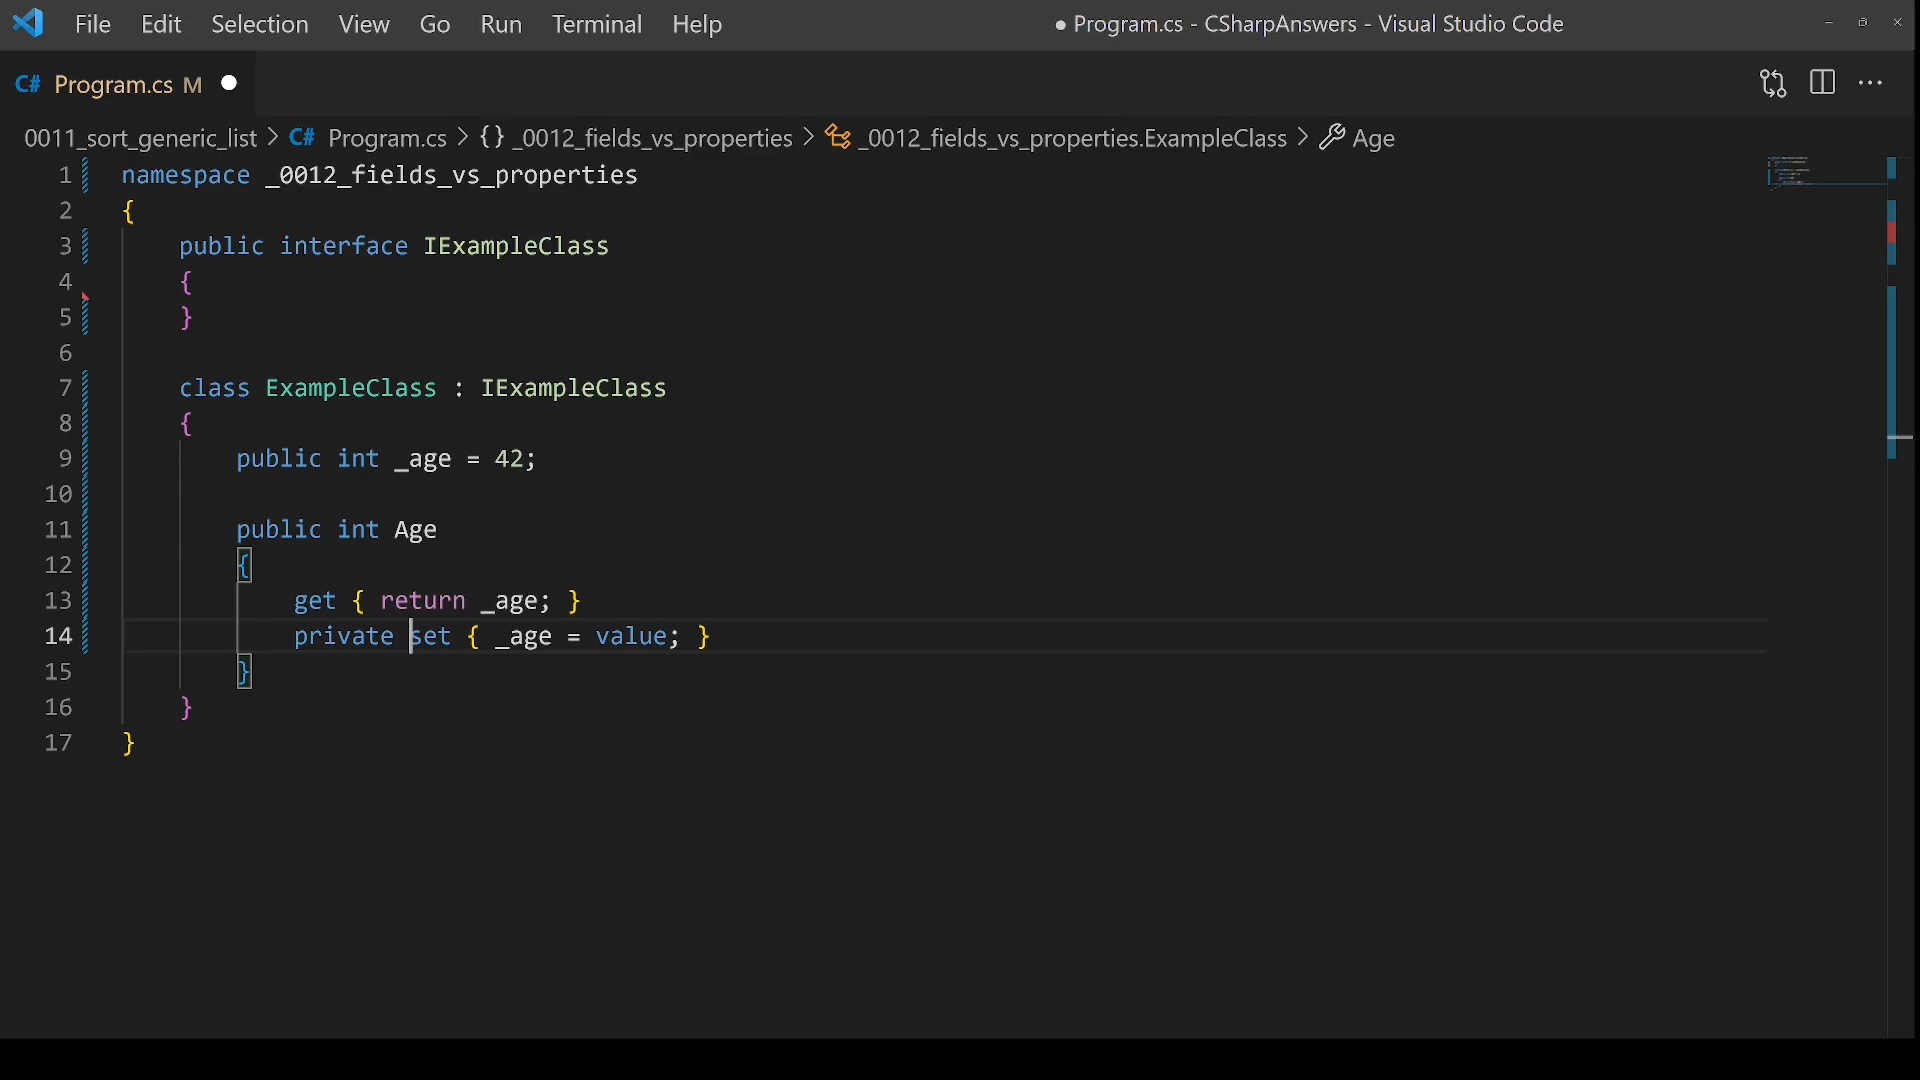 File Edit Selection View Go Run Terminal Help ● Program.cs - CSharpAnswers - Visual Studio Code
C# Program.cs M
0011_sort_generic_list > C# Program.cs > {} _0012_fields_vs_properties > _0012_fields_vs_properties.ExampleClass > Age
1 namespace _0012_fields_vs_properties
2 {
3 public interface IExampleClass
4 {
5 }
6
7 class ExampleClass : IExampleClass
8 {
9 public int _age = 42;
10
11 public int Age
12 {
13 get { return _age; }
14 private set { _age = value; }
15 }
16 }
17 }